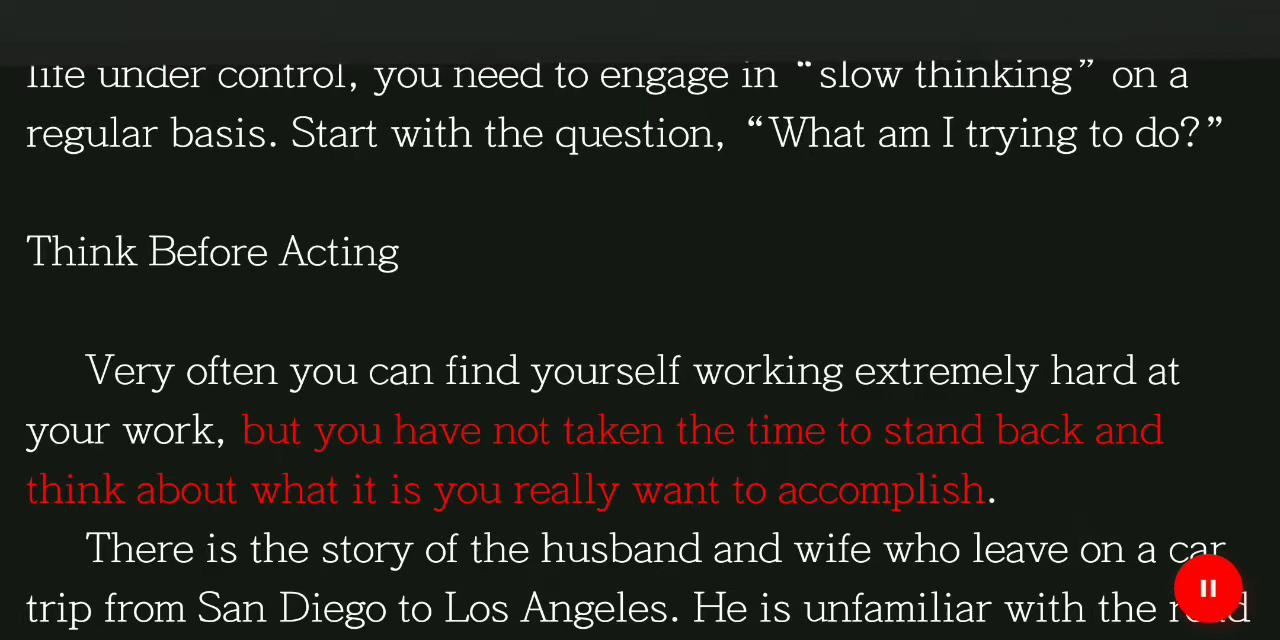 life under control, you need to engage in “slow thinking” on a
regular basis. Start with the question, “What am I trying to do?”
Think Before Acting
Very often you can find yourself working extremely hard at
your work, but you have not taken the time to stand back and
think about what it is you really want to accomplish.
There is the story of the husband and wife who leave on a car
trip from San Diego to Los Angeles. He is unfamiliar with the